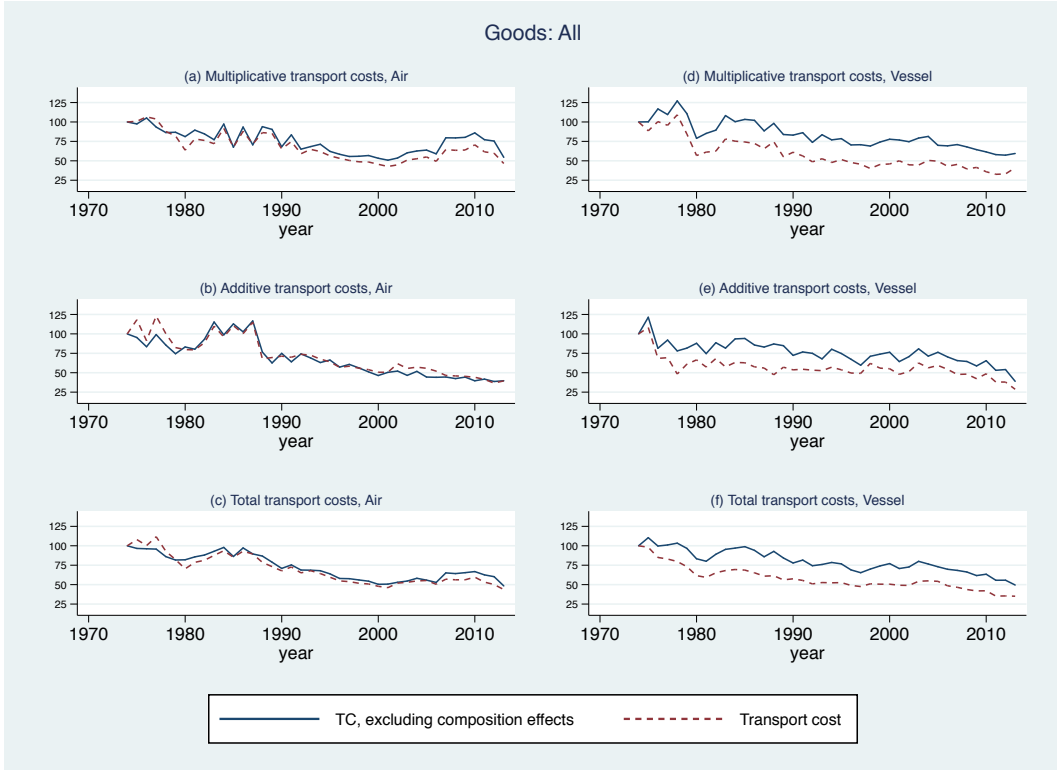 Goods: All
(a) Multiplicative transport costs, Air
125
100
75
50
25
1970 1980 1990 2000 2010
year
(d) Multiplicative transport costs, Vessel
125
100
75
50
25
1970 1980 1990 2000 2010
year
(b) Additive transport costs, Air
125
100
75
50
25
1970 1980 1990 2000 2010
year
(e) Additive transport costs, Vessel
125
100
75
50
25
1970 1980 1990 2000 2010
year
(c) Total transport costs, Air
125
100
75
50
25
1970 1980 1990 2000 2010
year
(f) Total transport costs, Vessel
125
100
75
50
25
1970 1980 1990 2000 2010
year
TC, excluding composition effects Transport cost